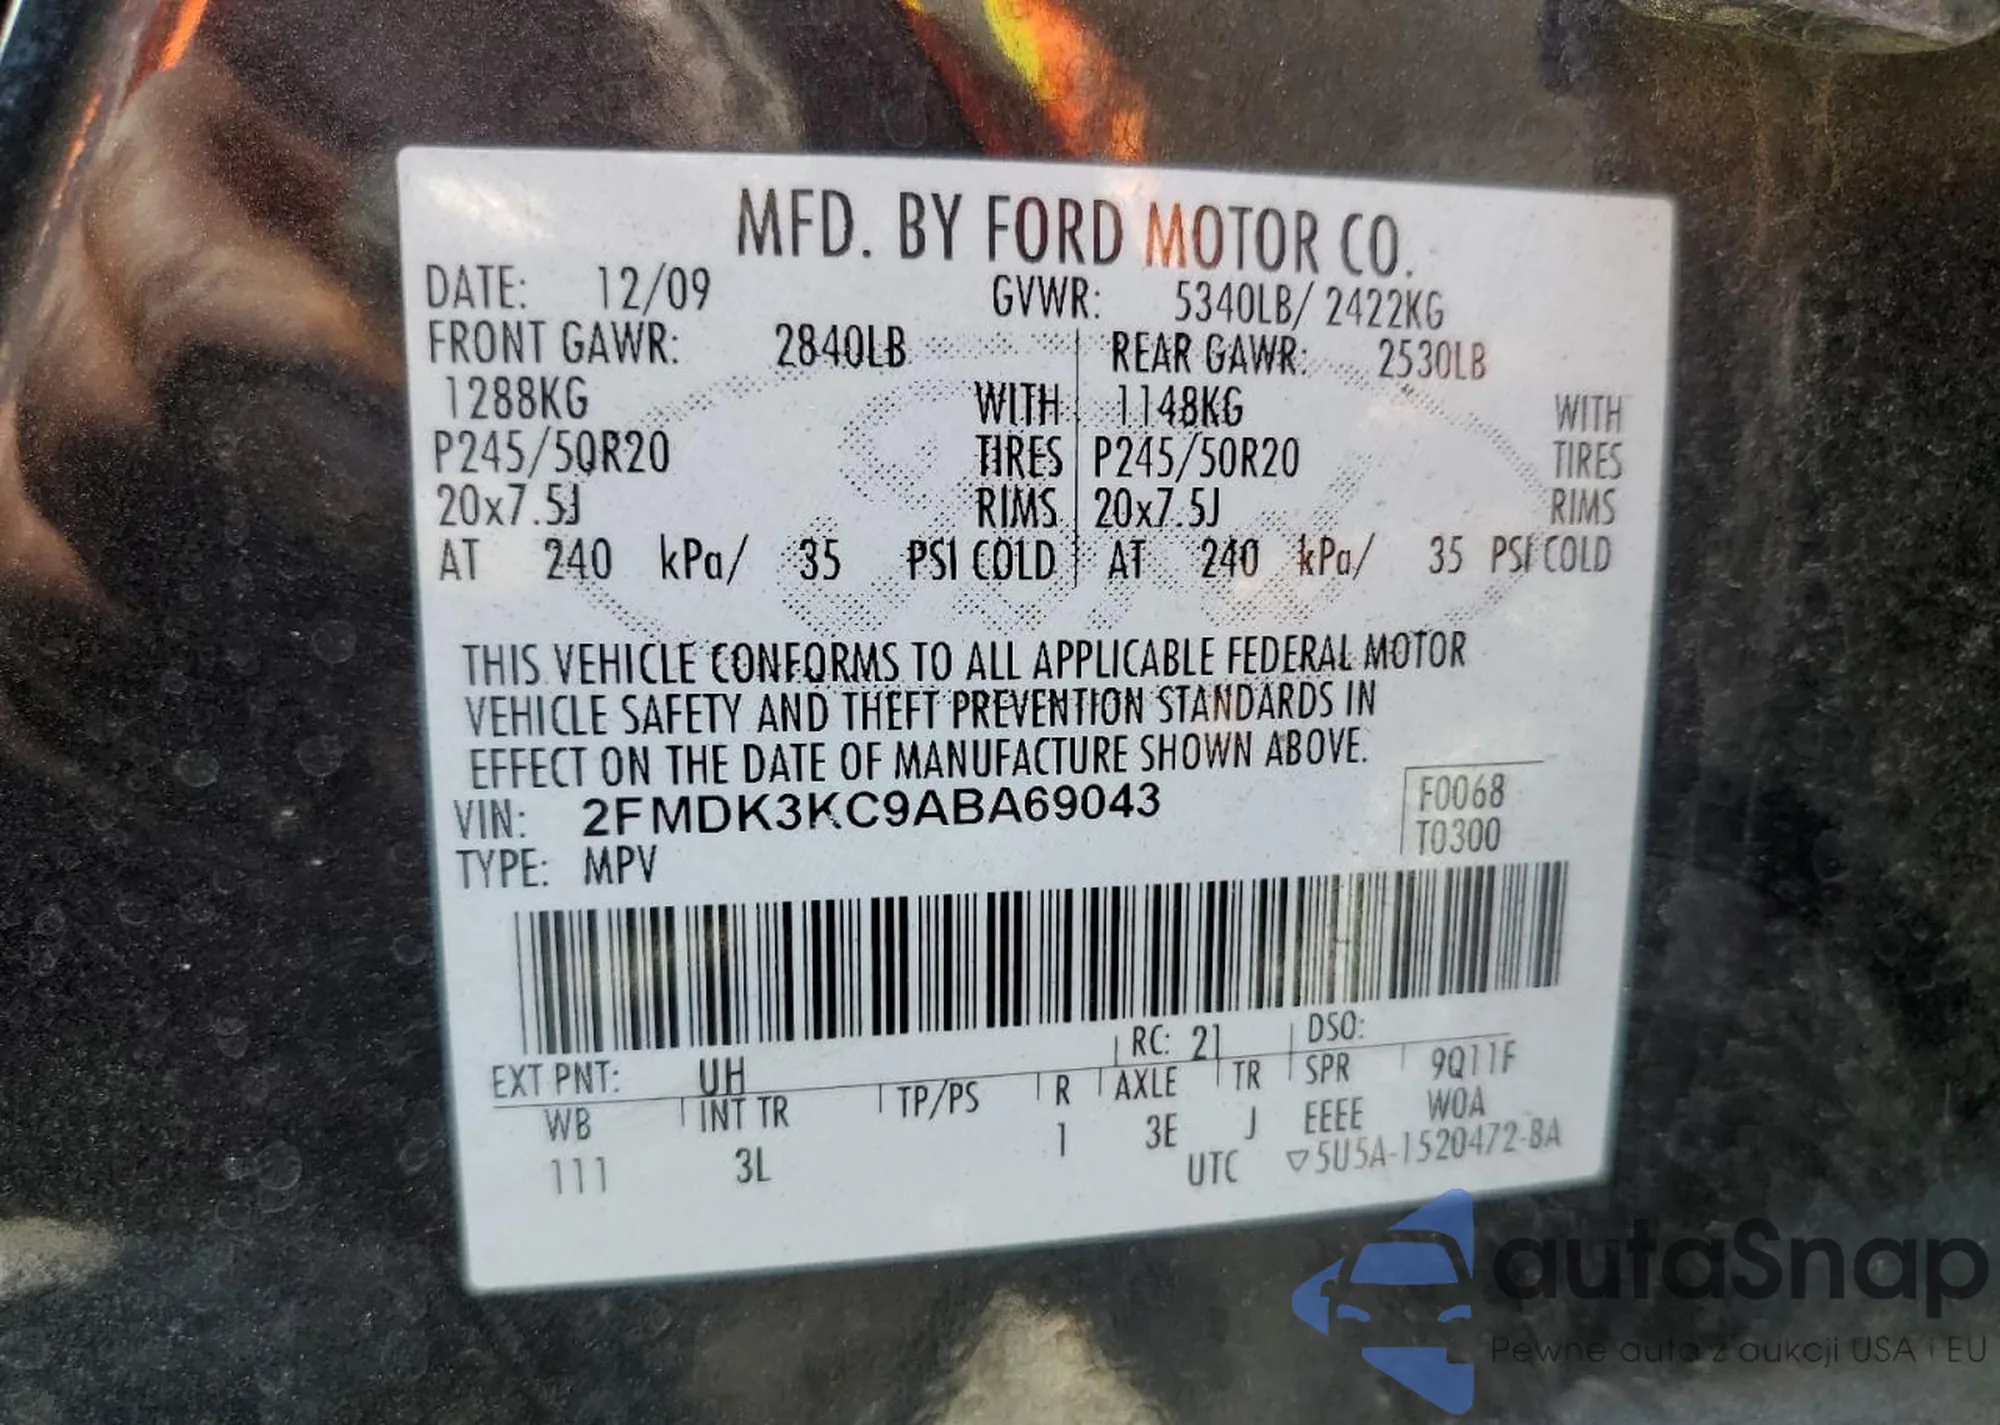 MFD. BY FORD MOTOR CO.
DATE: 12/09 GVWR: 5340LB/ 2422KG
FRONT GAWR: 2840LB REAR GAWR: 2530LB
1288KG WITH 1148KG WITH
P245/50R20 TIRES P245/50R20 TIRES
20x7.5J RIMS 20x7.5J RIMS
AT 240 kPa/ 35 PSI COLD AT 240 kPa/ 35 PSI COLD
THIS VEHICLE CONFORMS TO ALL APPLICABLE FEDERAL MOTOR
VEHICLE SAFETY AND THEFT PREVENTION STANDARDS IN
EFFECT ON THE DATE OF MANUFACTURE SHOWN ABOVE.
VIN: 2FMDK3KC9ABA69043
F0068
TYPE: MPV
T0300
EXT PNT: UH RC: 21 DSO:
WB INT TR TP/PS R AXLE TR SPR 9Q11F
111 3L 1 3E J EEEE WOA
UTC ▽5U5A-1520472-BA
autaSnap
Pewne auta z aukcji USA i EU